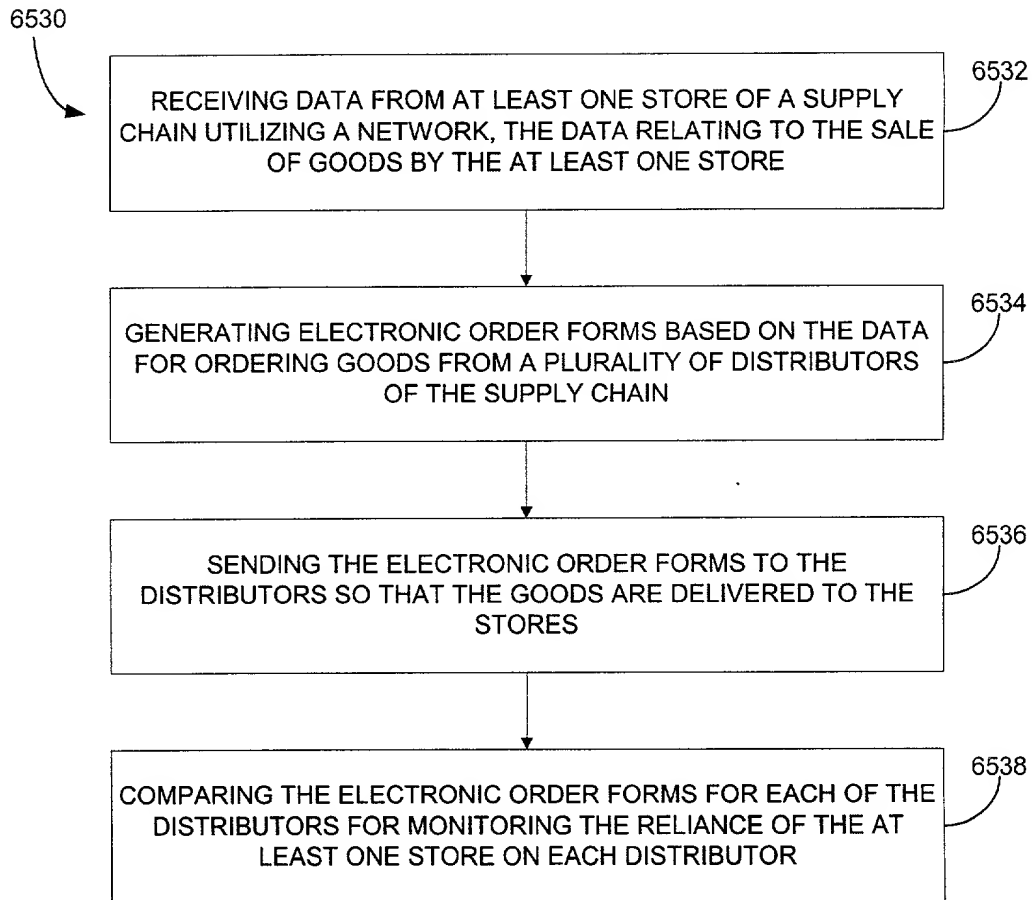 6530
6532
RECEIVING DATA FROM AT LEAST ONE STORE OF A SUPPLY
CHAIN UTILIZING A NETWORK, THE DATA RELATING TO THE SALE
OF GOODS BY THE AT LEAST ONE STORE
6534
GENERATING ELECTRONIC ORDER FORMS BASED ON THE DATA
FOR ORDERING GOODS FROM A PLURALITY OF DISTRIBUTORS
OF THE SUPPLY CHAIN
6536
SENDING THE ELECTRONIC ORDER FORMS TO THE
DISTRIBUTORS SO THAT THE GOODS ARE DELIVERED TO THE
STORES
6538
COMPARING THE ELECTRONIC ORDER FORMS FOR EACH OF THE
DISTRIBUTORS FOR MONITORING THE RELIANCE OF THE AT
LEAST ONE STORE ON EACH DISTRIBUTOR